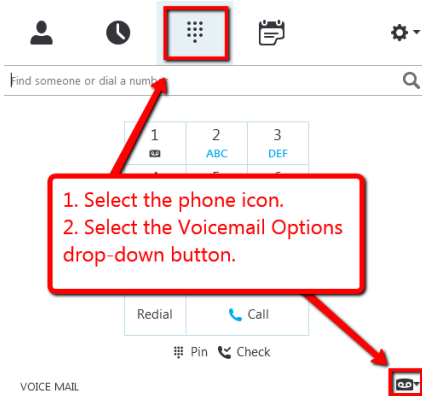 Find someone or dial a number
1 2 3
ABC DEF
1. Select the phone icon.
2. Select the Voicemail Options
drop-down button.
Redial Call
Pin Check
VOICE MAIL